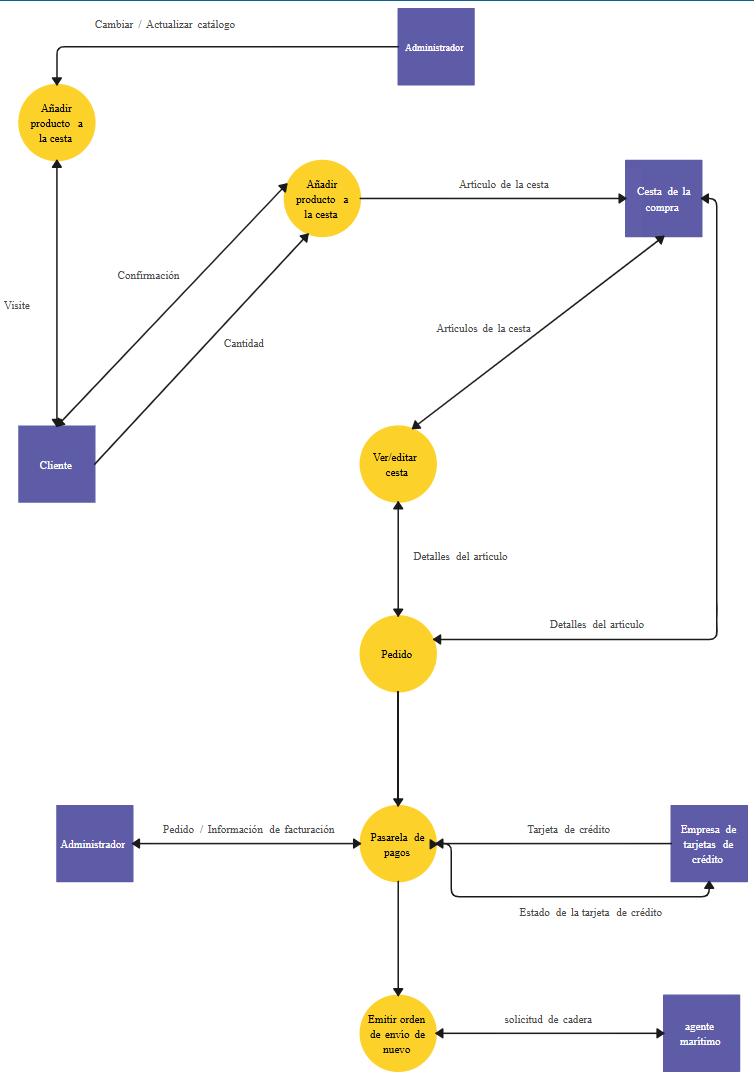 Cambiar / Actualizar catálogo
Administrador
Añadir
producto a
la cesta
Añadir
producto a
la cesta
Artículo de la cesta
Cesta de la
compra
Confirmación
Visite
Cantidad
Artículos de la cesta
Cliente
Ver/editar
cesta
Detalles del artículo
Detalles del artículo
Pedido
Administrador
Pedido / Información de facturación
Pasarela de
pagos
Tarjeta de crédito
Empresa de
tarjetas de
crédito
Estado de la tarjeta de crédito
Emitir orden
de envío de
nuevo
solicitud de cadera
agente
marítimo